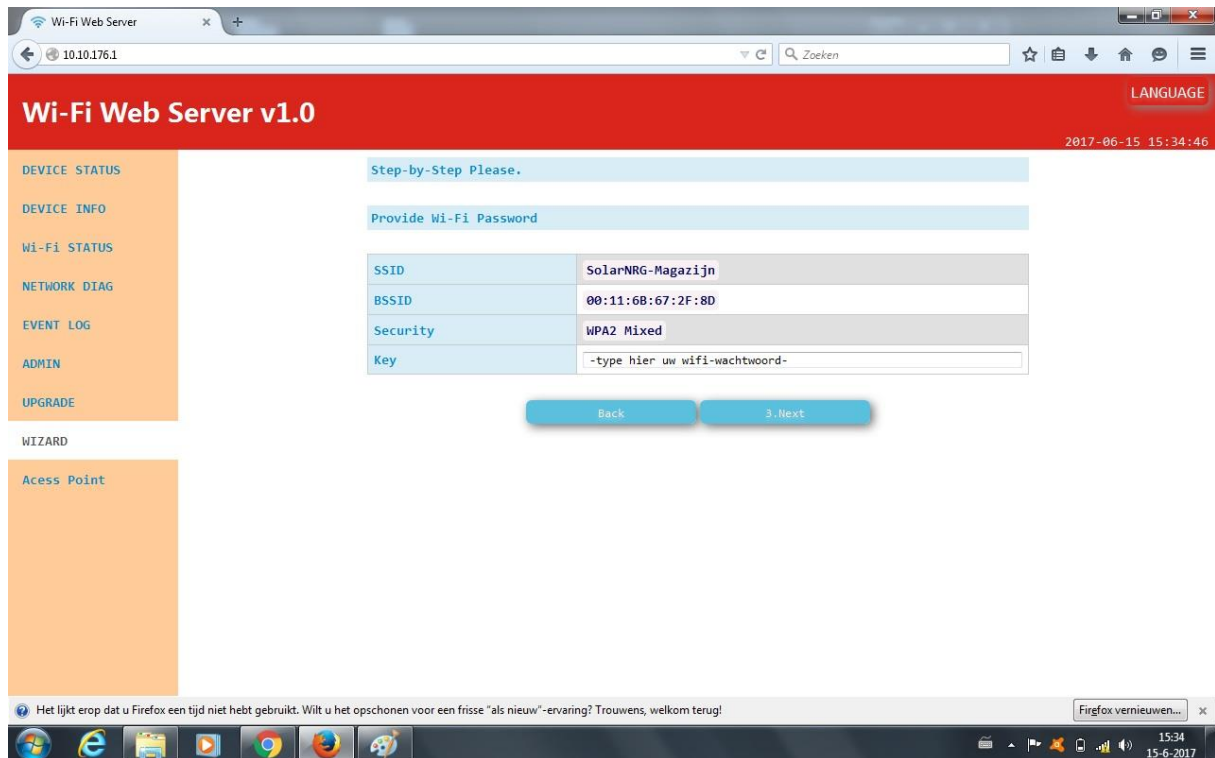 Wi-Fi Web Server
10.10.176.1
Zoeken
Wi-Fi Web Server v1.0
LANGUAGE
2017-06-15 15:34:46
DEVICE STATUS
DEVICE INFO
Wi-Fi STATUS
NETWORK DIAG
EVENT LOG
ADMIN
UPGRADE
WIZARD
Acess Point
Step-by-Step Please.
Provide Wi-Fi Password
SSID SolarNRG-Magazijn
BSSID 00:11:6B:67:2F:8D
Security WPA2 Mixed
Key -type hier uw wifi-wachtwoord-
Back 3.Next
Het lijkt erop dat u Firefox een tijd niet hebt gebruikt. Wilt u het opschonen voor een frisse "als nieuw"-ervaring? Trouwens, welkom terug! Firefox vernieuwen...
15:34
15-6-2017